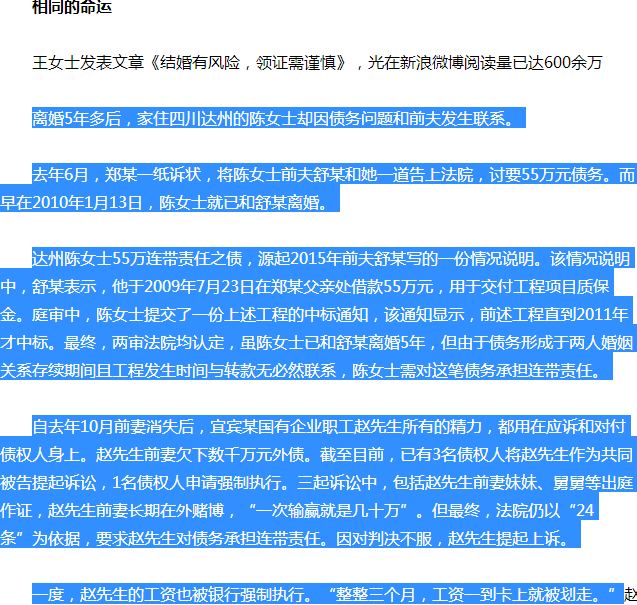 相同的命运
王女士发表文章《结婚有风险，领证需谨慎》，光在新浪微博阅读量已达600余万
离婚5年多后，家住四川达州的陈女士却因债务问题和前夫发生联系。
去年6月，郑某一纸诉状，将陈女士前夫舒某和她一道告上法院，讨要55万元债务。而
早在2010年1月13日，陈女士就已和舒某离婚。
达州陈女士55万连带责任之债，源起2015年前夫舒某写的一份情况说明。该情况说明
中，舒某表示，他于2009年7月23日在郑某父亲处借款55万元，用于交付工程项目质保
金。庭审中，陈女士提交了一份上述工程的中标通知，该通知显示，前述工程直到2011年
才中标。最终，两审法院均认定，虽陈女士已和舒某离婚5年，但由于债务形成于两人婚姻
关系存续期间且工程发生时间与转款无必然联系，陈女士需对这笔债务承担连带责任。
自去年10月前妻消失后，宜宾某国有企业职工赵先生所有的精力，都用在应诉和对付
债权人身上。赵先前妻欠下数千万元外债。截至目前，已有3名债权人将赵先生作为共同
被告提起诉讼，1名债权人申请强制执行。三起诉讼中，包括赵先生前妻妹妹、舅舅等出庭
作证，赵先生前妻长期在外赌博，“一次输赢就是几十万”。但最终，法院仍以“24
条”为依据，要求赵先生对债务承担连带责任。因对判决不服，赵先生提起上诉。
一度，赵先生的工资也被银行强制执行。“整整三个月，工资一到卡上就被划走。”赵